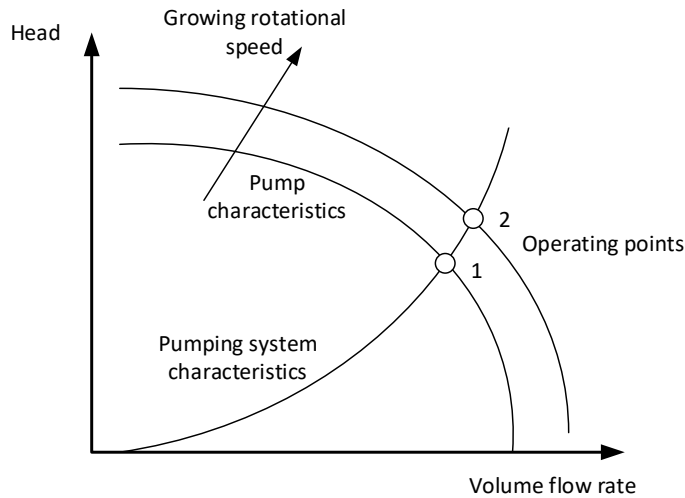 Growing rotational
speed
Head
Pump
characteristics
2
Operating points
1
Pumping system
characteristics
Volume flow rate